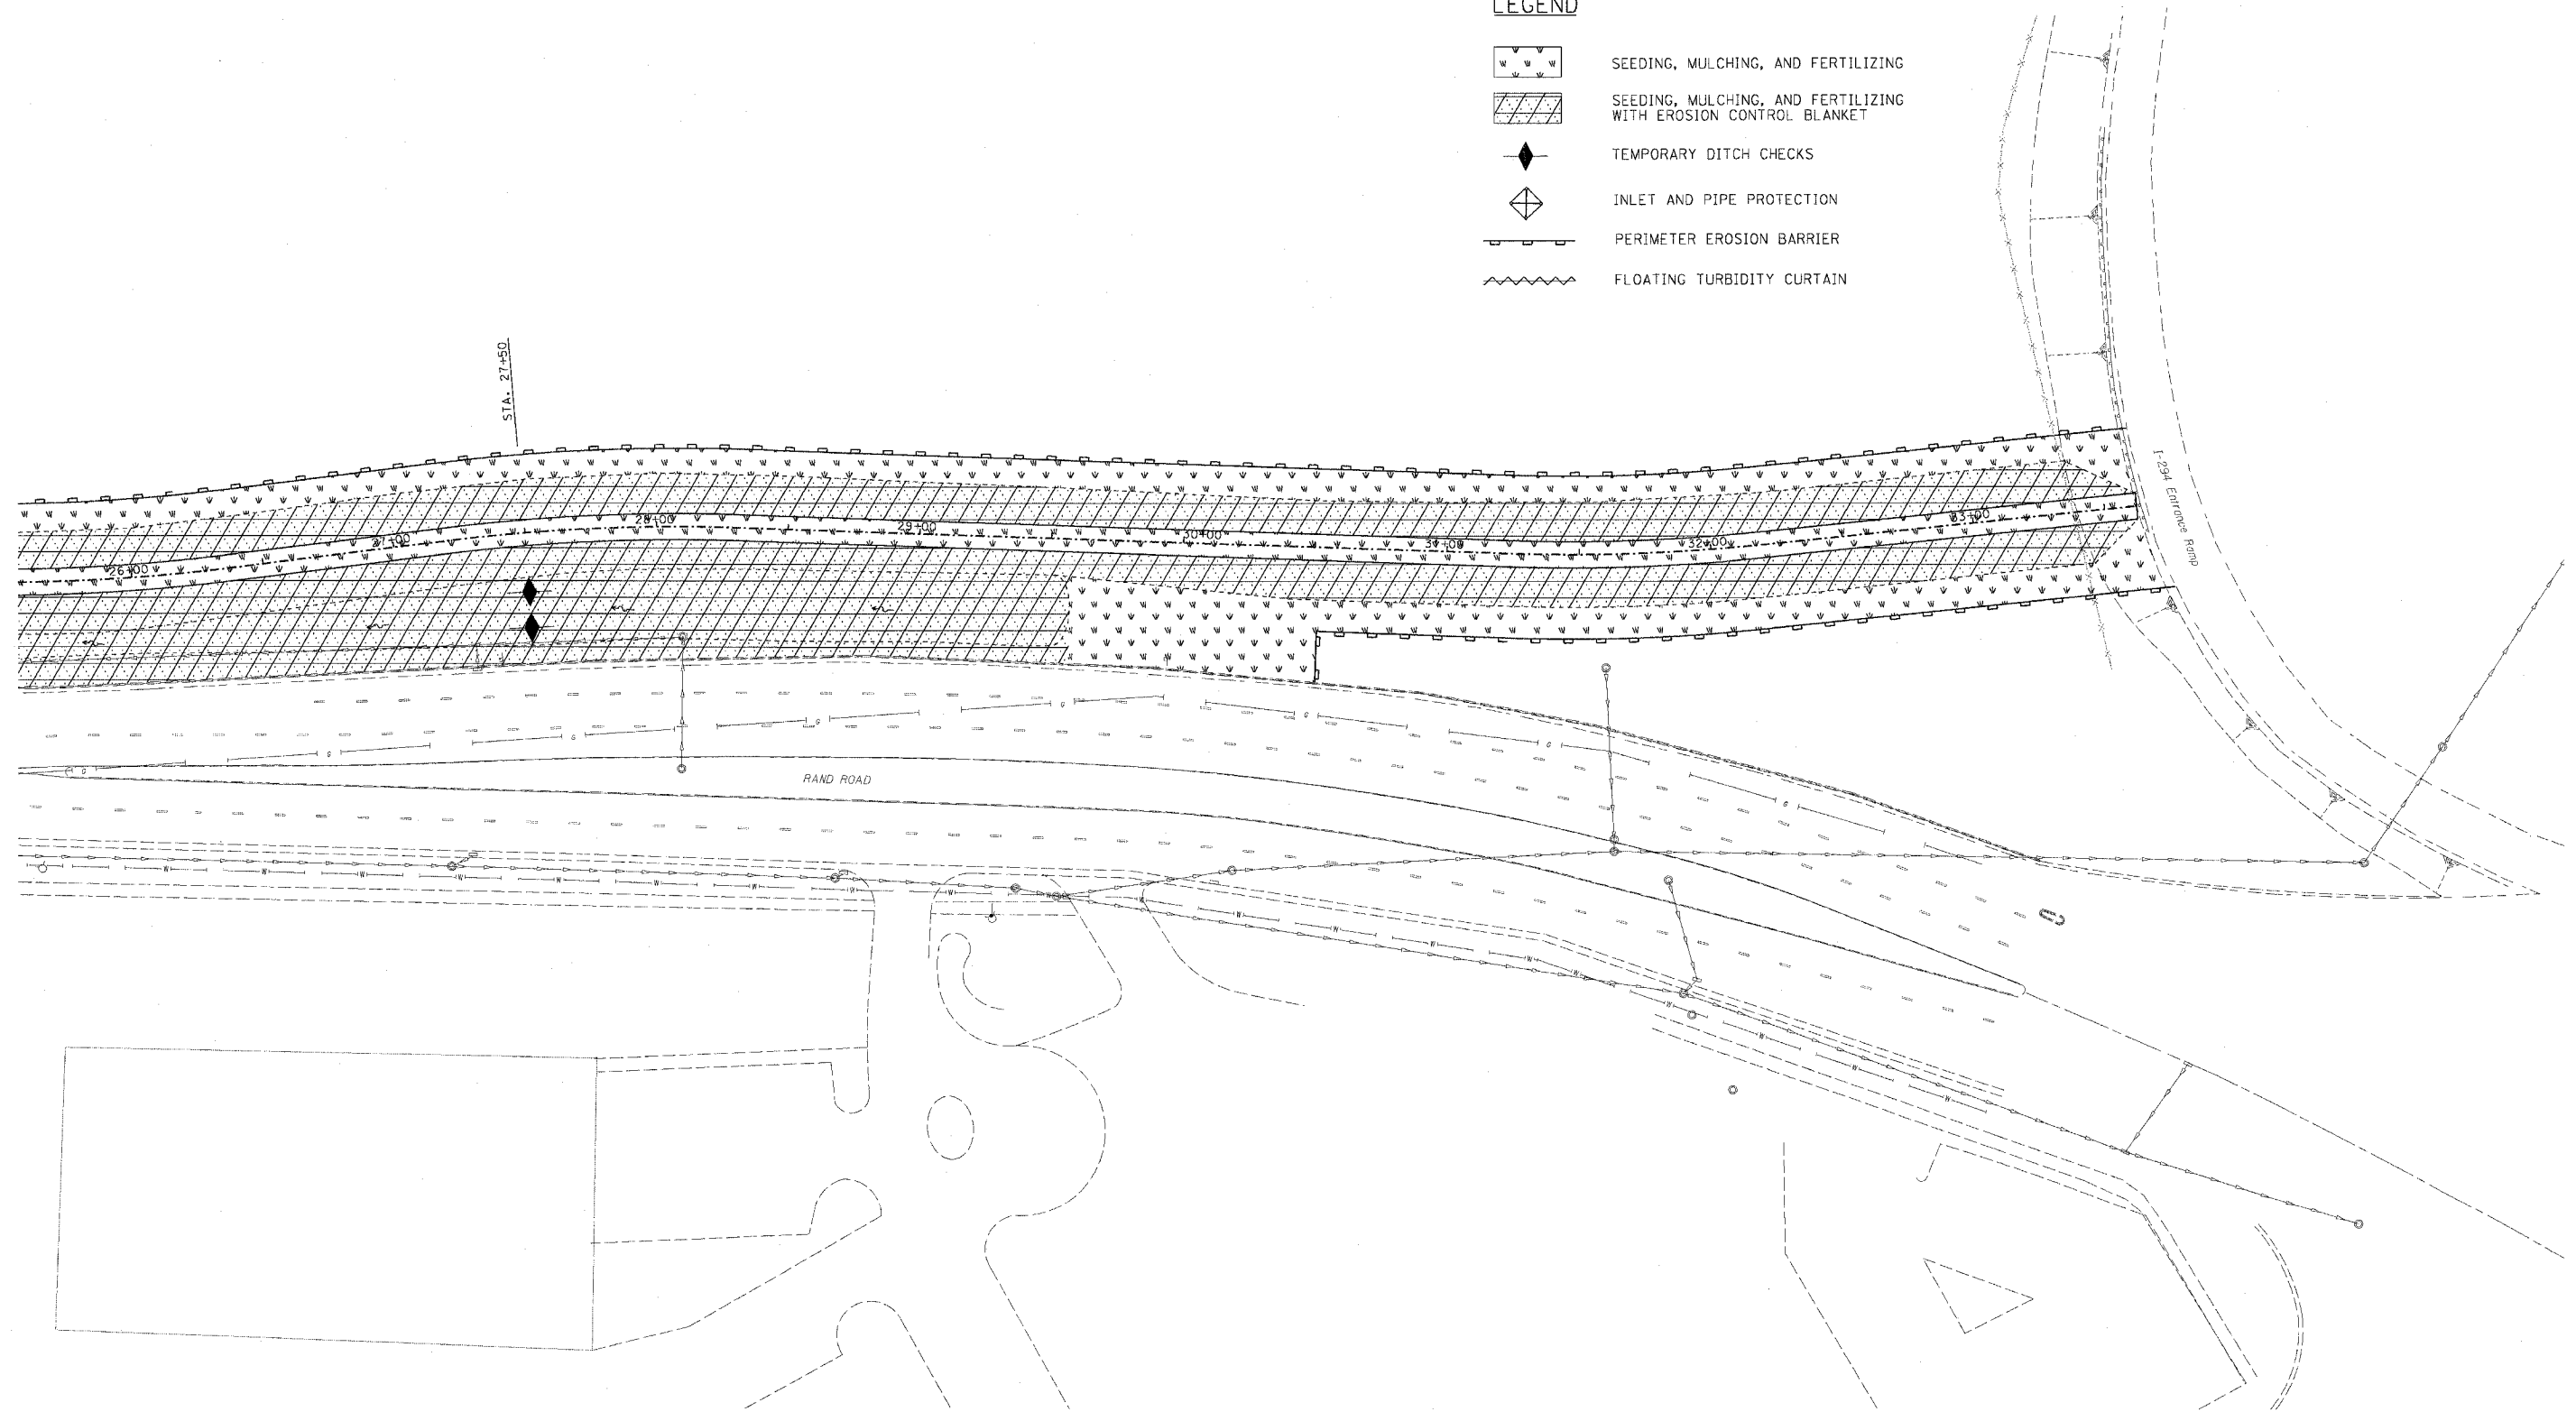 LEGEND
SEEDING, MULCHING, AND FERTILIZING
SEEDING, MULCHING, AND FERTILIZING
WITH EROSION CONTROL BLANKET
TEMPORARY DITCH CHECKS
INLET AND PIPE PROTECTION
PERIMETER EROSION BARRIER
FLOATING TURBIDITY CURTAIN
STA. 27+50
I-294 Entrance Ramp
26+00
27+00
28+00
29+00
30+00
31+00
32+00
33+00
RAND ROAD